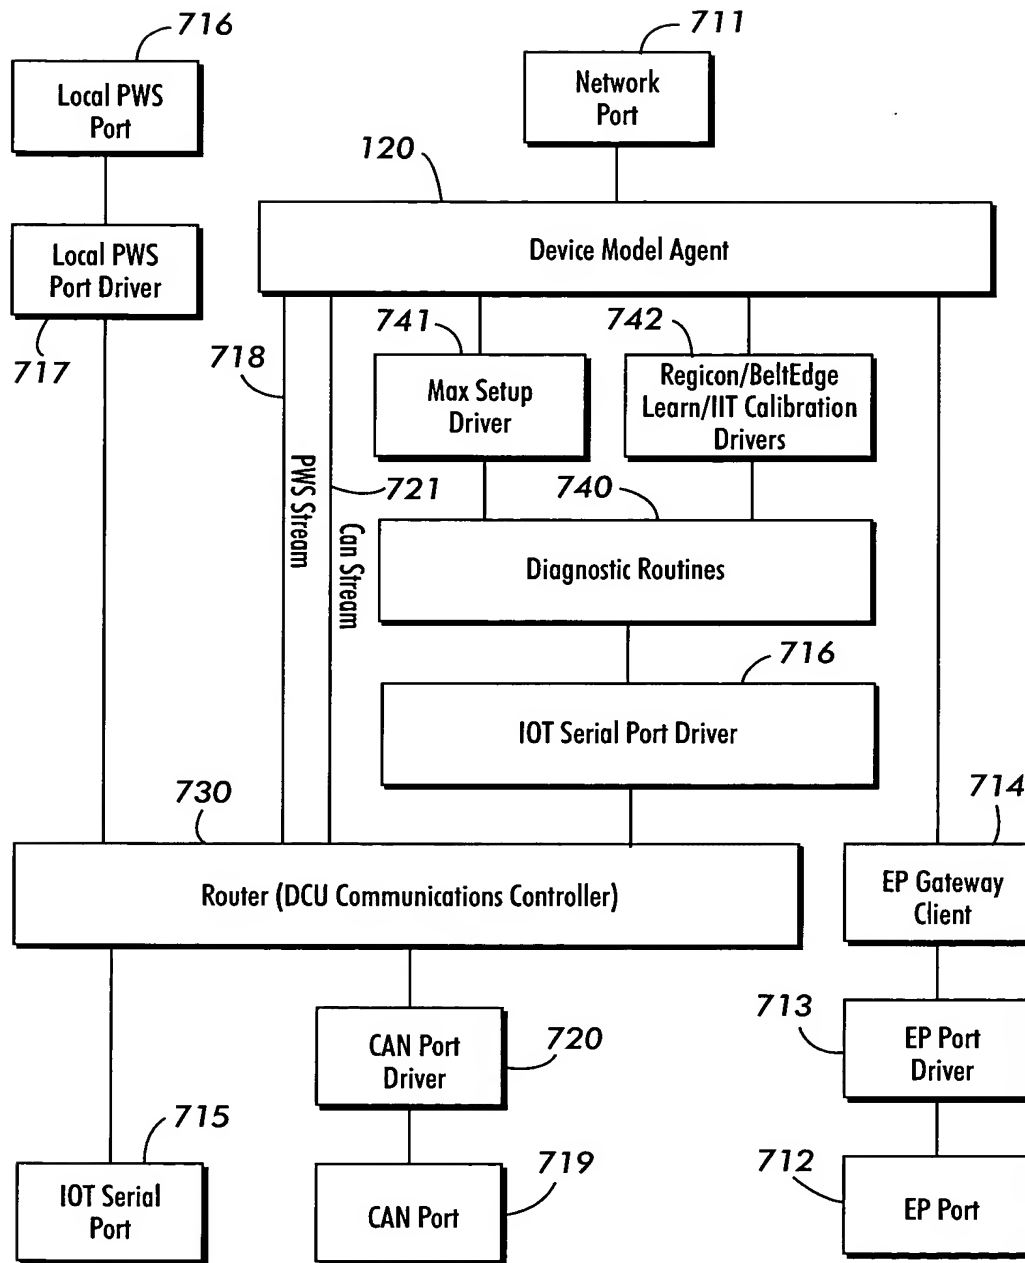 716
711
Local PWS
Port
Network
Port
120
Local PWS
Port Driver
Device Model Agent
717
718
741
742
Max Setup
Driver
Regicon/BeltEdge
Learn/IIT Calibration
Drivers
PWS Stream
721
Can Stream
740
Diagnostic Routines
716
IOT Serial Port Driver
730
714
Router (DCU Communications Controller)
EP Gateway
Client
713
CAN Port
Driver
720
EP Port
Driver
715
719
712
IOT Serial
Port
CAN Port
EP Port